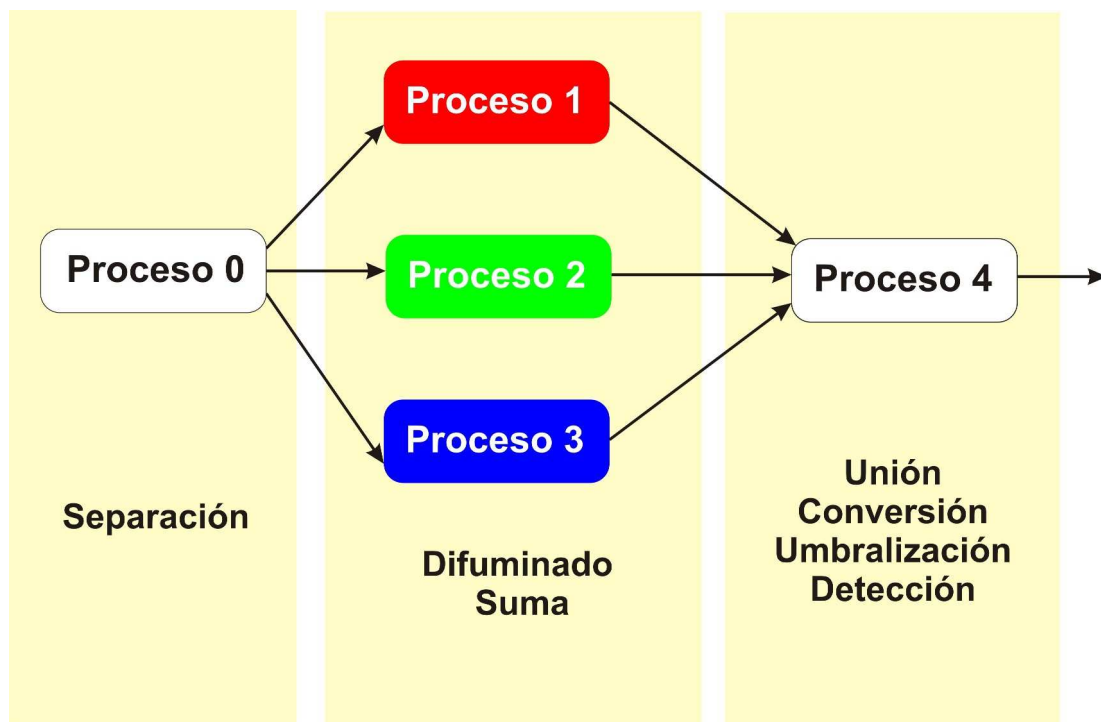 Proceso 0
Separación
Proceso 1
Proceso 2
Proceso 3
Difuminado
Suma
Proceso 4
Unión
Conversión
Umbralización
Detección